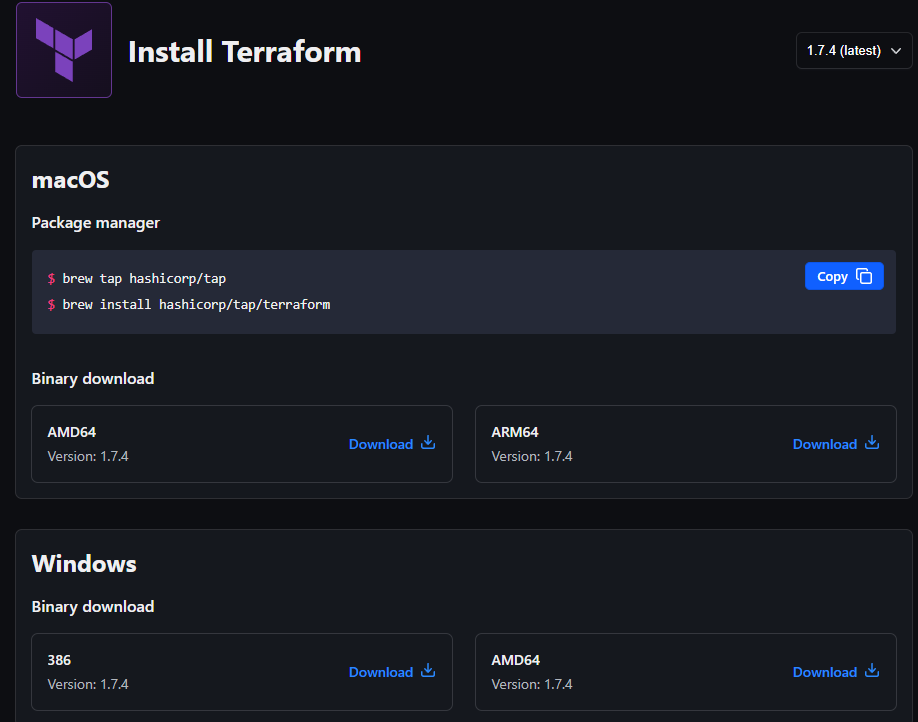 Install Terraform
1.7.4 (latest)
macOS
Package manager
$ brew tap hashicorp/tap
$ brew install hashicorp/tap/terraform
Copy
Binary download
AMD64
Version: 1.7.4
Download
ARM64
Version: 1.7.4
Download
Windows
Binary download
386
Version: 1.7.4
Download
AMD64
Version: 1.7.4
Download